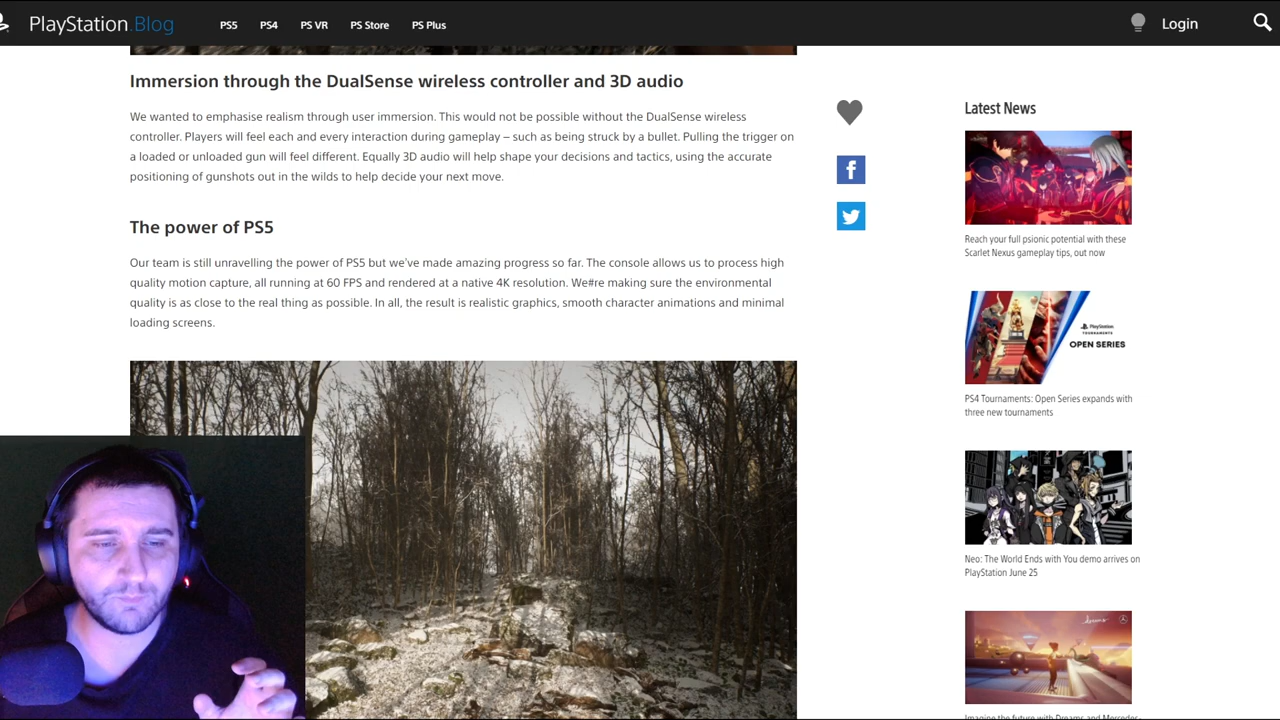 PlayStation.Blog
PS5
PS4
PS VR
PS Store
PS Plus
Login
Immersion through the DualSense wireless controller and 3D audio
We wanted to emphasise realism through user immersion. This would not be possible without the DualSense wireless
controller. Players will feel each and every interaction during gameplay – such as being struck by a bullet. Pulling the trigger on
a loaded or unloaded gun will feel different. Equally 3D audio will help shape your decisions and tactics, using the accurate
positioning of gunshots out in the wilds to help decide your next move.
The power of PS5
Our team is still unravelling the power of PS5 but we've made amazing progress so far. The console allows us to process high
quality motion capture, all running at 60 FPS and rendered at a native 4K resolution. We#re making sure the environmental
quality is as close to the real thing as possible. In all, the result is realistic graphics, smooth character animations and minimal
loading screens.
Latest News
Reach your full psionic potential with these
Scarlet Nexus gameplay tips, out now
PlayStation
TOURNAMENTS
OPEN SERIES
PS4 Tournaments: Open Series expands with
three new tournaments
Neo: The World Ends with You demo arrives on
PlayStation June 25
Imagine the future with Dreams and Mercedes-